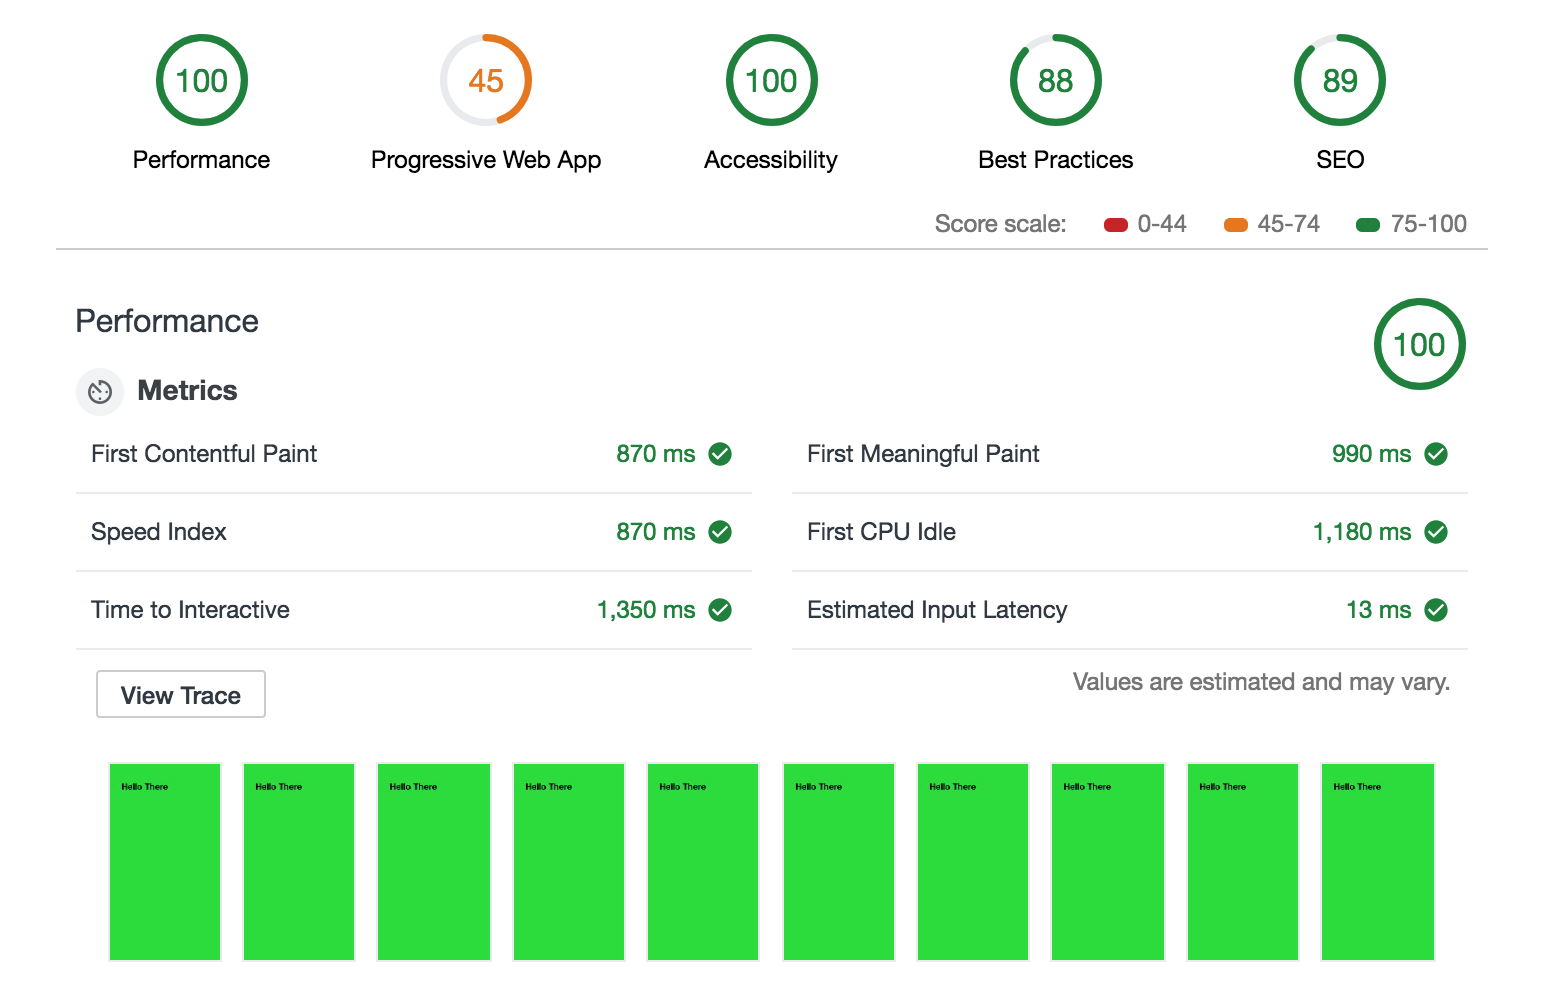 100 45 100 88 89
Performance Progressive Web App Accessibility Best Practices SEO
Score scale: 0-44 45-74 75-100
Performance
100
Metrics
First Contentful Paint 870 ms First Meaningful Paint 990 ms
Speed Index 870 ms First CPU Idle 1,180 ms
Time to Interactive 1,350 ms Estimated Input Latency 13 ms
View Trace
Values are estimated and may vary.
Hello There Hello There Hello There Hello There Hello There Hello There Hello There Hello There Hello There Hello There